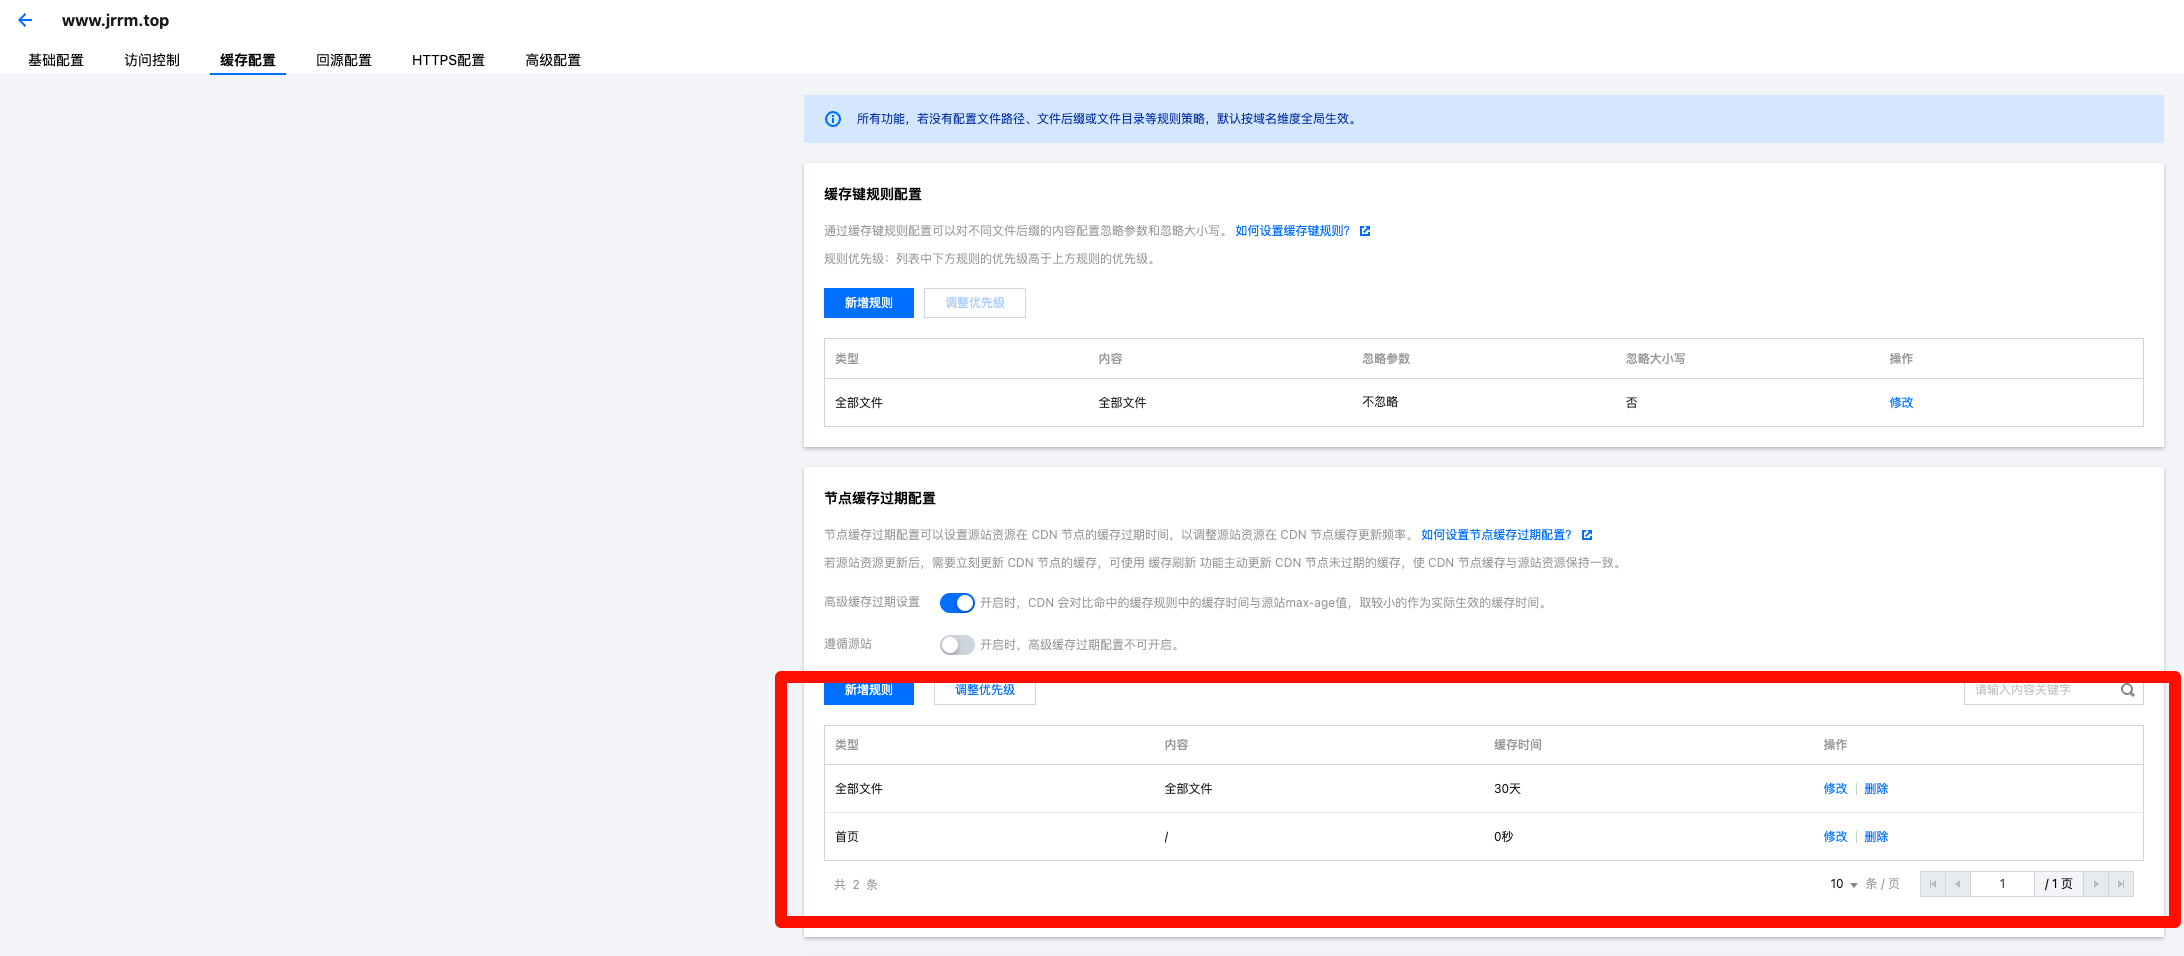 www.jrrm.top
基础配置 访问控制 缓存配置 回源配置 HTTPS配置 高级配置
所有功能，若没有配置文件路径、文件后缀或文件目录等规则策略，默认按域名维度全局生效。
缓存键规则配置
通过缓存键规则配置可以对不同文件后缀的内容配置忽略参数和忽略大小写。 如何设置缓存键规则?
规则优先级：列表中下方规则的优先级高于上方规则的优先级。
新增规则 调整优先级
类型 内容 忽略参数 忽略大小写 操作
全部文件 全部文件 不忽略 否 修改
节点缓存过期配置
节点缓存过期配置可以设置源站资源在 CDN 节点的缓存过期时间，以调整源站资源在 CDN 节点缓存更新频率。 如何设置节点缓存过期配置?
若源站资源更新后，需要立刻更新 CDN 节点的缓存，可使用 缓存刷新 功能主动更新 CDN 节点未过期的缓存，使 CDN 节点缓存与源站资源保持一致。
高级缓存过期设置 开启时，CDN 会对比命中的缓存规则中的缓存时间与源站max-age值，取较小的作为实际生效的缓存时间。
遵循源站 开启时，高级缓存过期配置不可开启。
新增规则 调整优先级 请输入内容关键字
类型 内容 缓存时间 操作
全部文件 全部文件 30天 修改 删除
首页 / 0秒 修改 删除
共 2 条 10 条 / 页 1 / 1 页